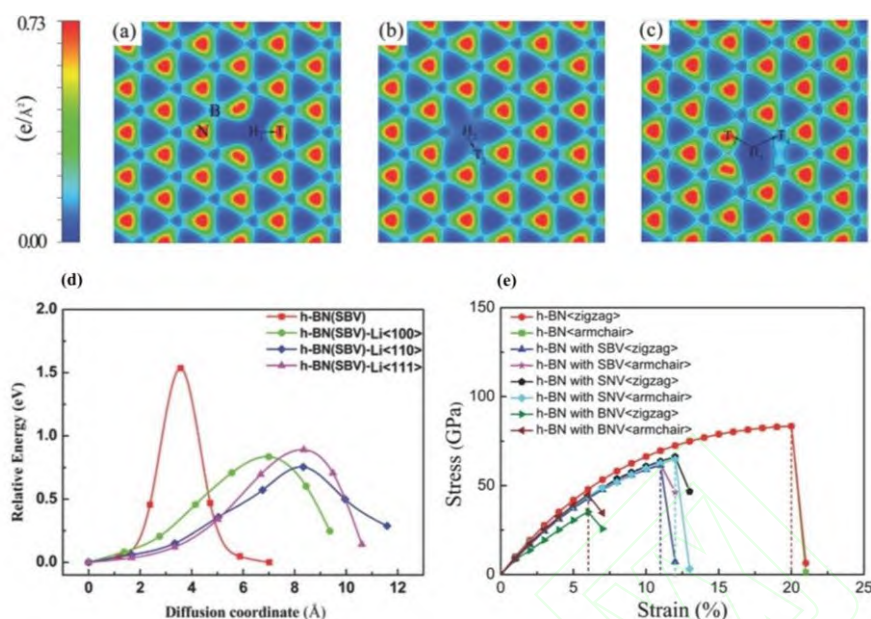 0.73
(e/Å²)
0.00
(a)
B
N
H₁
T₁
(b)
H₂
T
(c)
T
H₃
T
(d)
Relative Energy (eV)
2.0
1.5
1.0
0.5
0.0
h-BN(SBV)
h-BN(SBV)-Li<100>
h-BN(SBV)-Li<110>
h-BN(SBV)-Li<111>
0 2 4 6 8 10 12
Diffusion coordinate (Å)
(e)
Stress (GPa)
150
100
50
0
h-BN<zigzag>
h-BN<armchair>
h-BN with SBV<zigzag>
h-BN with SBV<armchair>
h-BN with SNV<zigzag>
h-BN with SNV<armchair>
h-BN with BNV<zigzag>
h-BN with BNV<armchair>
0 5 10 15 20 25
Strain (%)